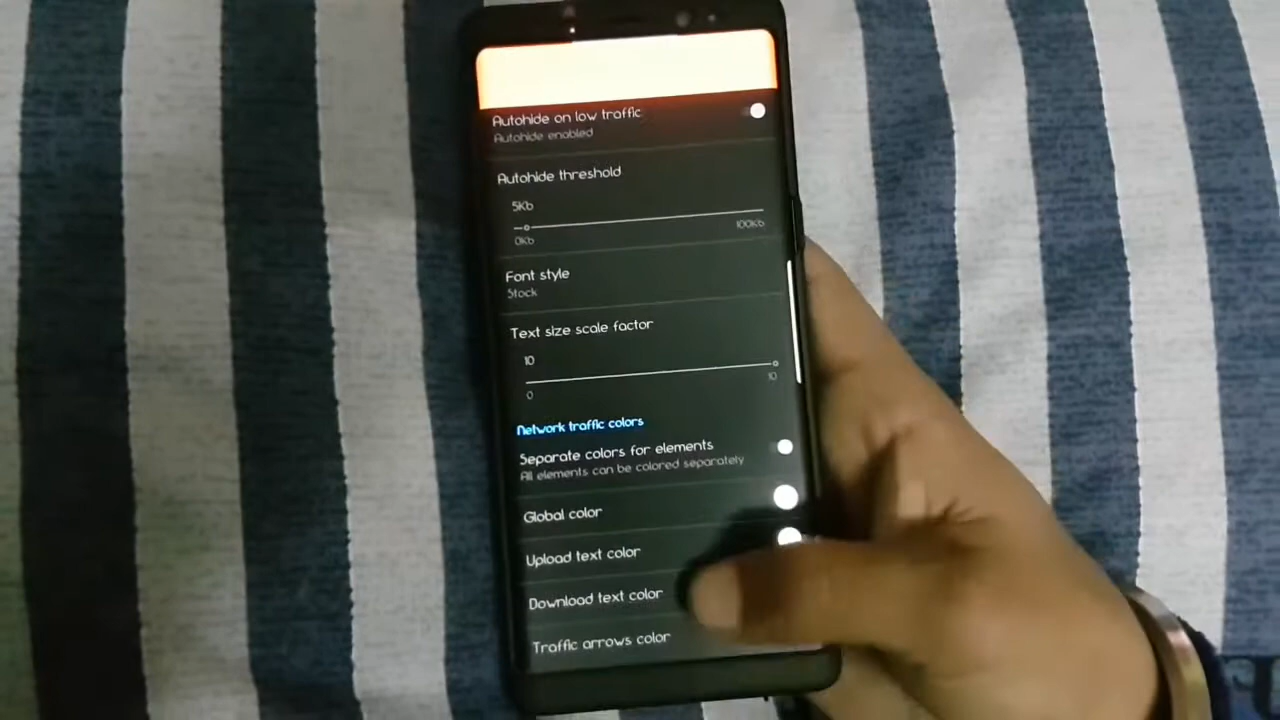 Autohide on low traffic
Autohide enabled
Autohide threshold
5Kb
0Kb
100Kb
Font style
Stock
Text size scale factor
10
0
10
Network traffic colors
Separate colors for elements
All elements can be colored separately
Global color
Upload text color
Download text color
Traffic arrows color